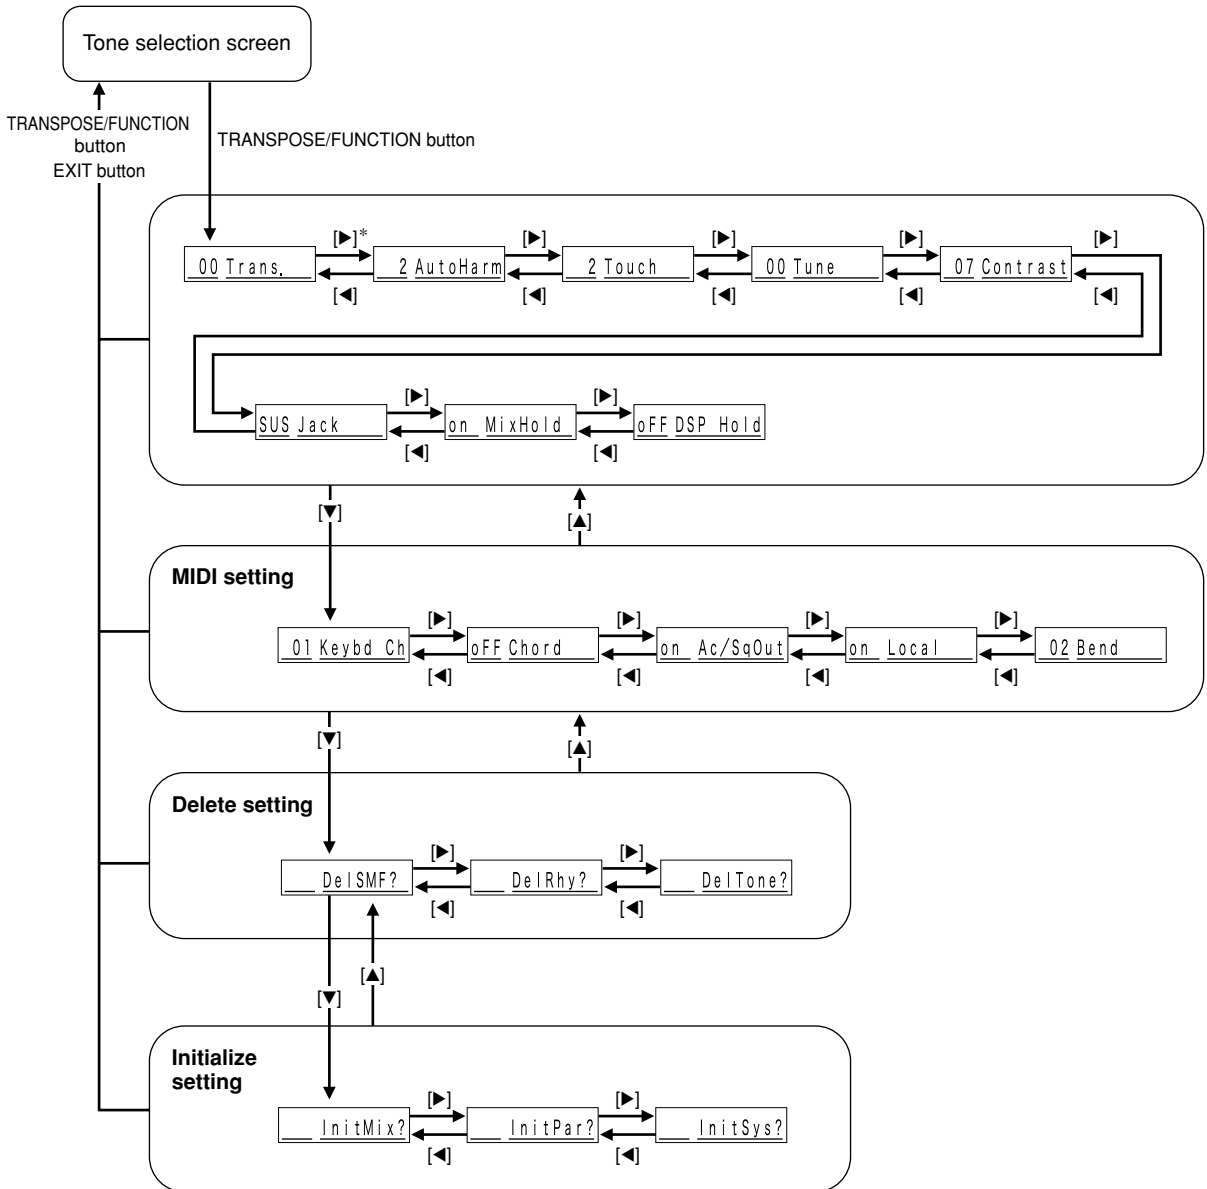 Tone selection screen
TRANSPOSE/FUNCTION
button
EXIT button
TRANSPOSE/FUNCTION button
[▶]* [▶] [▶] [▶] [▶]
00 Trans. 2 AutoHarm 2 Touch 00 Tune 07 Contrast
[◀] [◀] [◀] [◀] [◀]
[▶] [▶]
SUS Jack on MixHold oFF DSP Hold
[◀] [◀]
[▼] [▲]
MIDI setting
[▶] [▶] [▶] [▶]
01 Keybd Ch oFF Chord on Ac/SqOut on Local 02 Bend
[◀] [◀] [◀] [◀]
[▼] [▲]
Delete setting
[▶] [▶]
DelSMF? DelRhy? DelTone?
[◀] [◀]
[▲]
[▼]
Initialize
setting
[▶] [▶]
InitMix? InitPar? InitSys?
[◀] [◀]